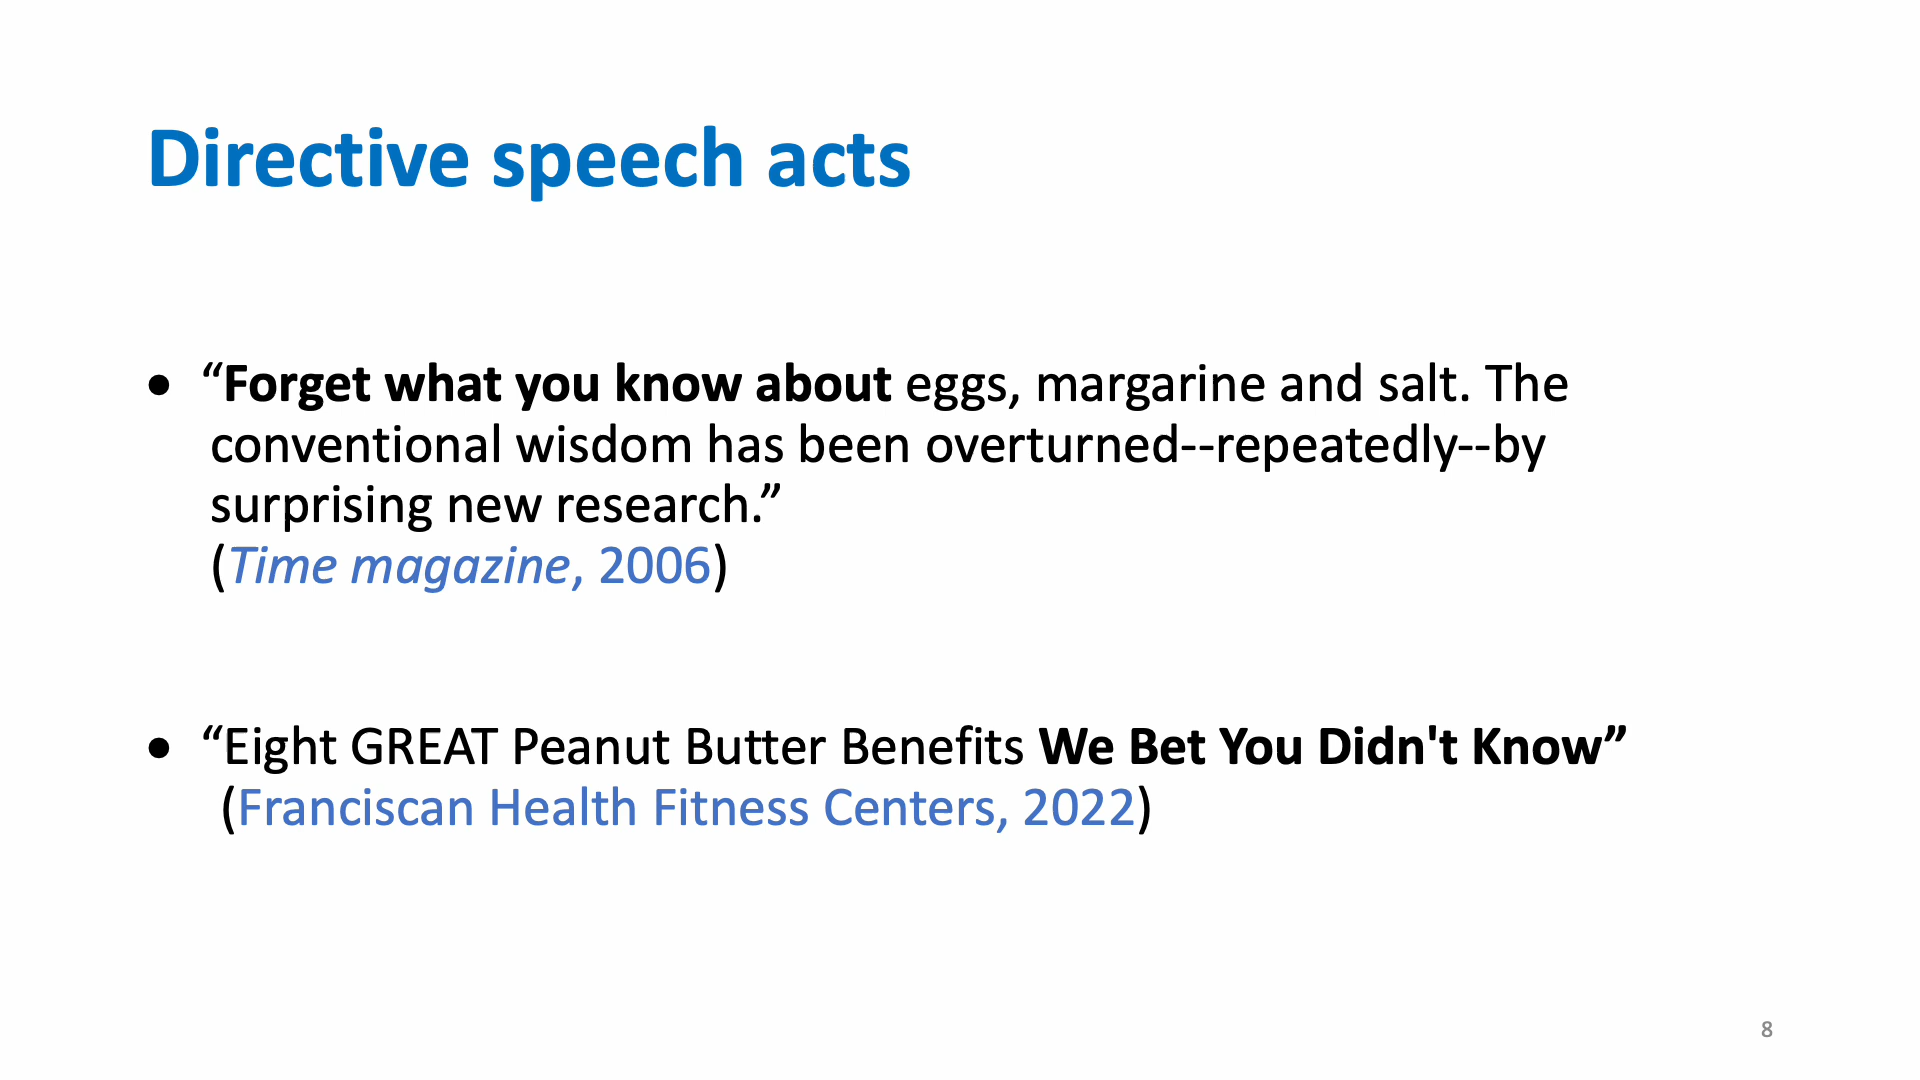 Directive speech acts
• “Forget what you know about eggs, margarine and salt. The
conventional wisdom has been overturned--repeatedly--by
surprising new research.”
(Time magazine, 2006)
• “Eight GREAT Peanut Butter Benefits We Bet You Didn't Know”
(Franciscan Health Fitness Centers, 2022)
8